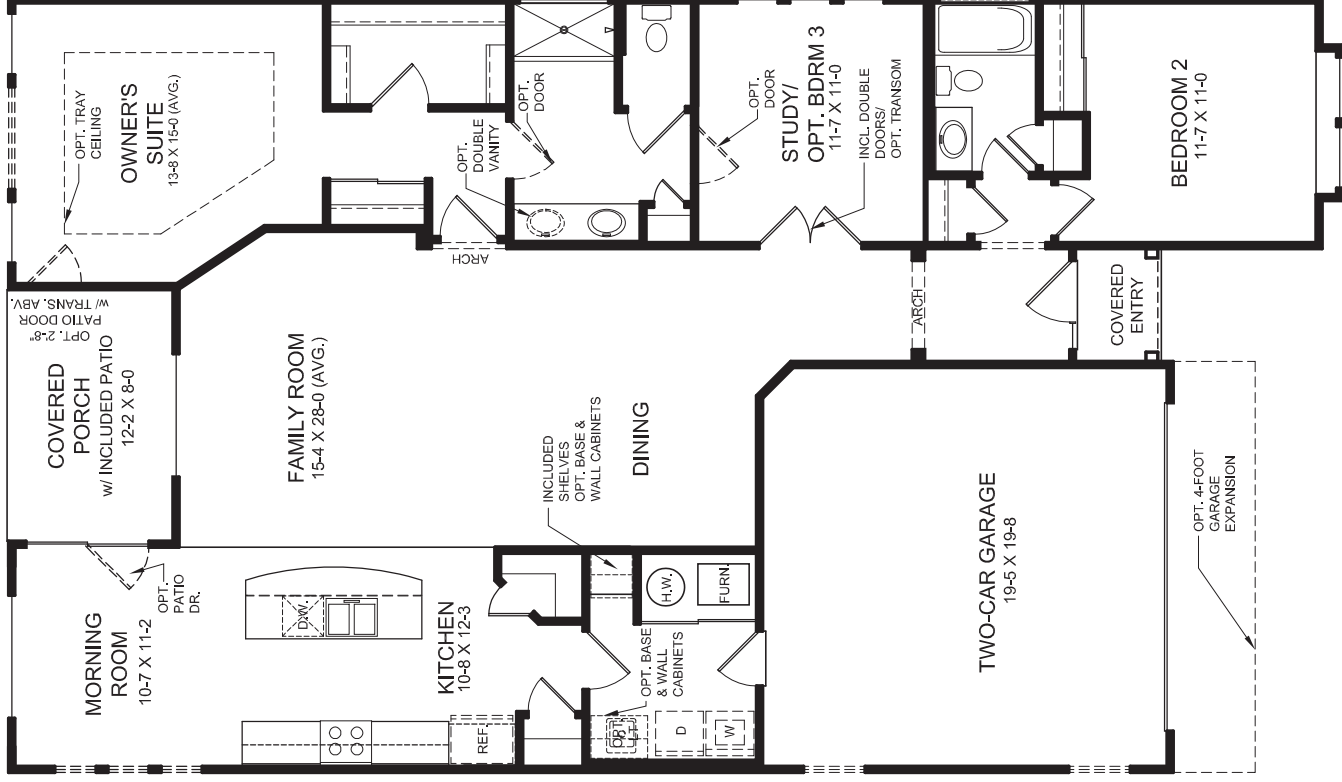 OPT. TRAY
CEILING
OWNER'S
SUITE
13-8 X 15-0 (AVG.)
OPT.
DOUBLE
VANITY
OPT.
DOOR
OPT.
DOOR
STUDY/
OPT. BDRM 3
11-7 X 11-0
INCL. DOUBLE
DOORS/
OPT. TRANSOM
BEDROOM 2
11-7 X 11-0
ARCH
ARCH
COVERED
ENTRY
OPT. 2'-8"
PATIO DOOR
w/ TRANS. ABV.
COVERED
PORCH
w/ INCLUDED PATIO
12-2 X 8-0
FAMILY ROOM
15-4 X 28-0 (AVG.)
INCLUDED
SHELVES
OPT. BASE &
WALL CABINETS
DINING
OPT.
PATIO
DR.
MORNING
ROOM
10-7 X 11-2
D.W.
KITCHEN
10-8 X 12-3
REF.
H.W.
FURN.
OPT. BASE
& WALL
CABINETS
OPT.
LT
D
W
TWO-CAR GARAGE
19-5 X 19-8
OPT. 4-FOOT
GARAGE
EXPANSION